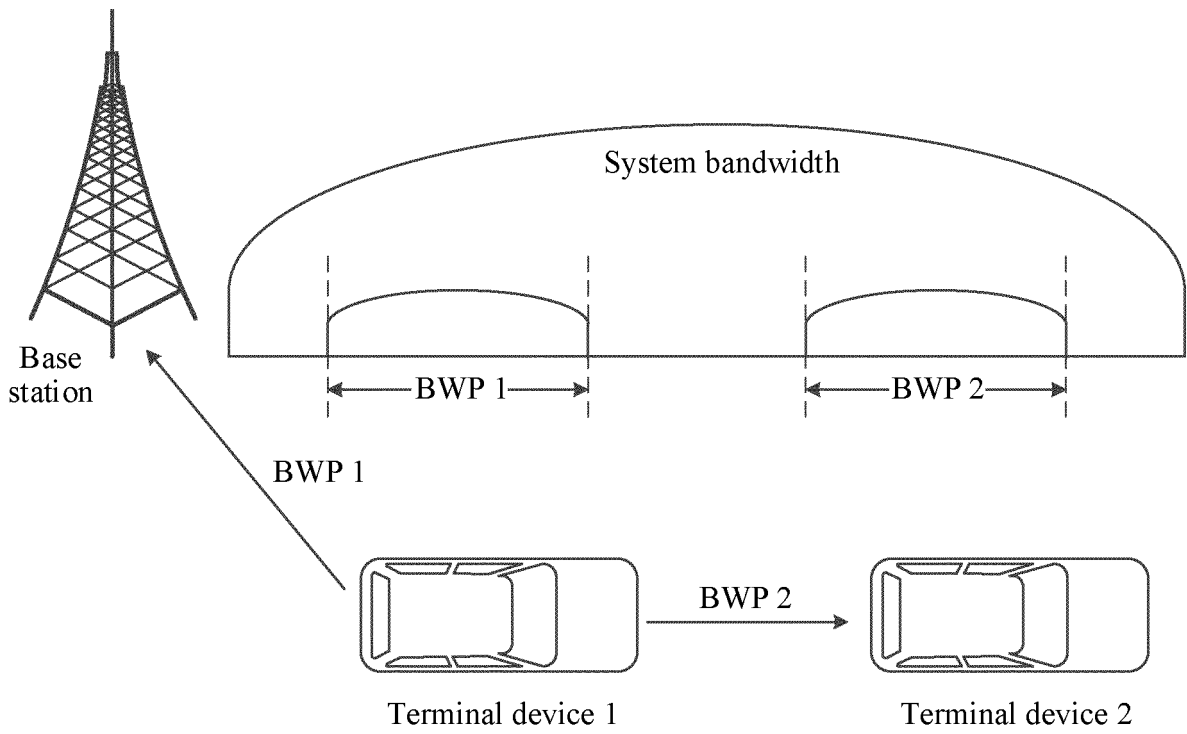 System bandwidth
Base
station
BWP 1
BWP 2
BWP 1
BWP 2
Terminal device 1
Terminal device 2